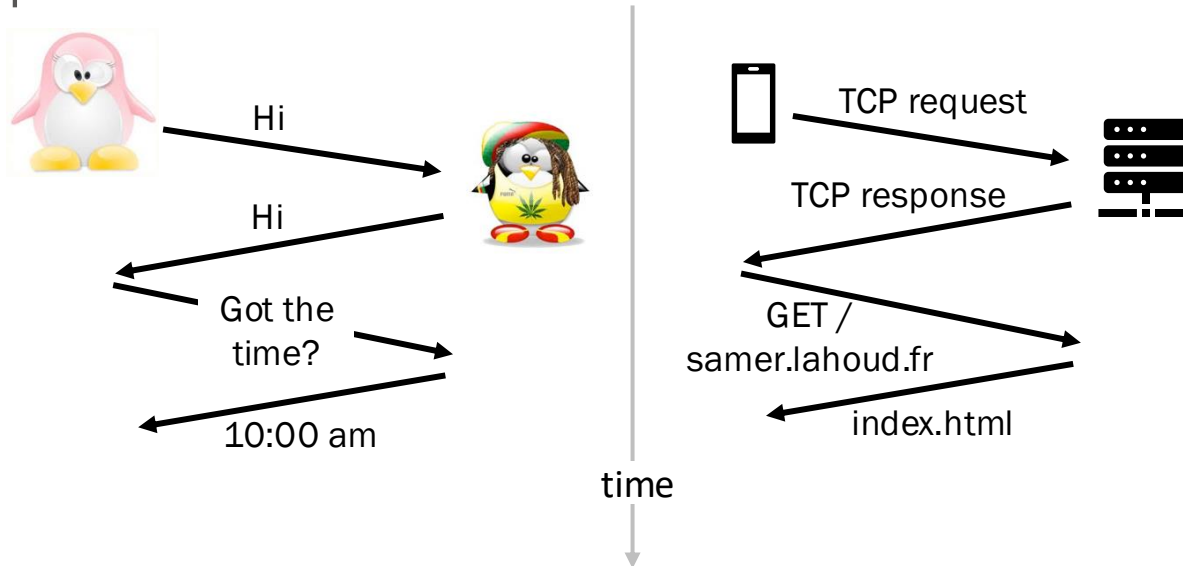 Hi
Hi
Got the
time?
10:00 am
TCP request
TCP response
GET /
samer.lahoud.fr
index.html
time